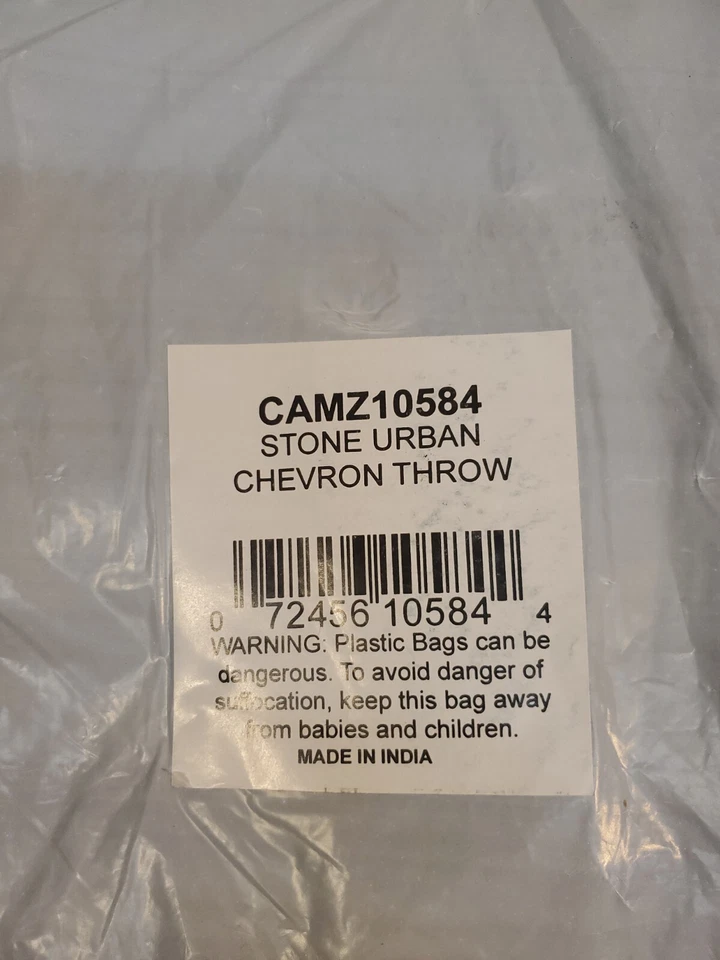 CAMZ10584
STONE URBAN
CHEVRON THROW
0 72456 10584 4
WARNING: Plastic Bags can be
dangerous. To avoid danger of
suffocation, keep this bag away
from babies and children.
MADE IN INDIA